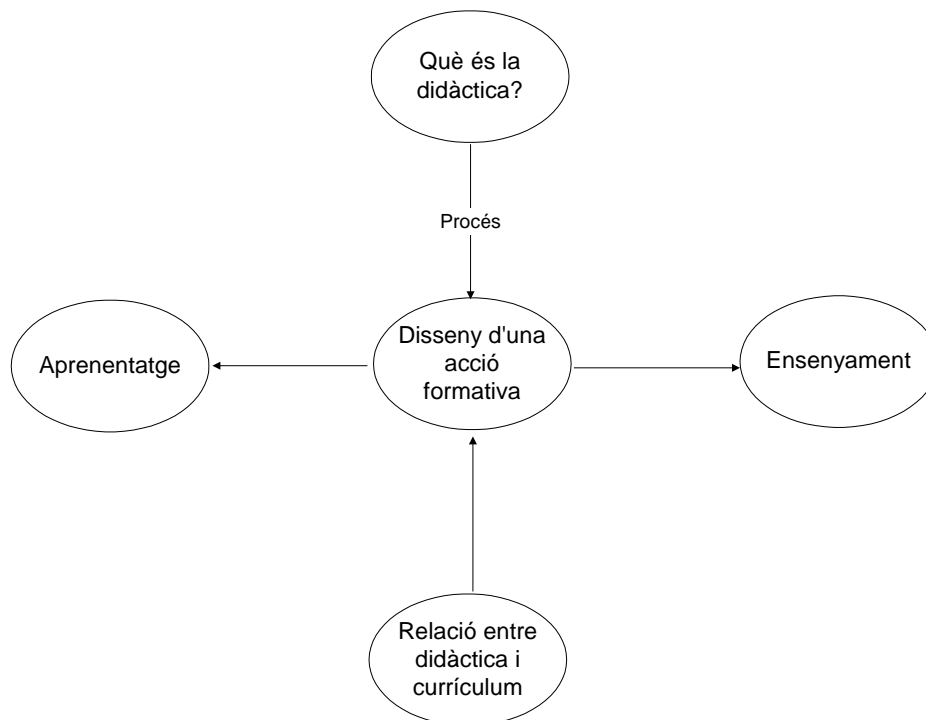 Què és la
didàctica?
Procés
Disseny d'una
acció
formativa
Aprenentatge
Ensenyament
Relació entre
didàctica i
currículum